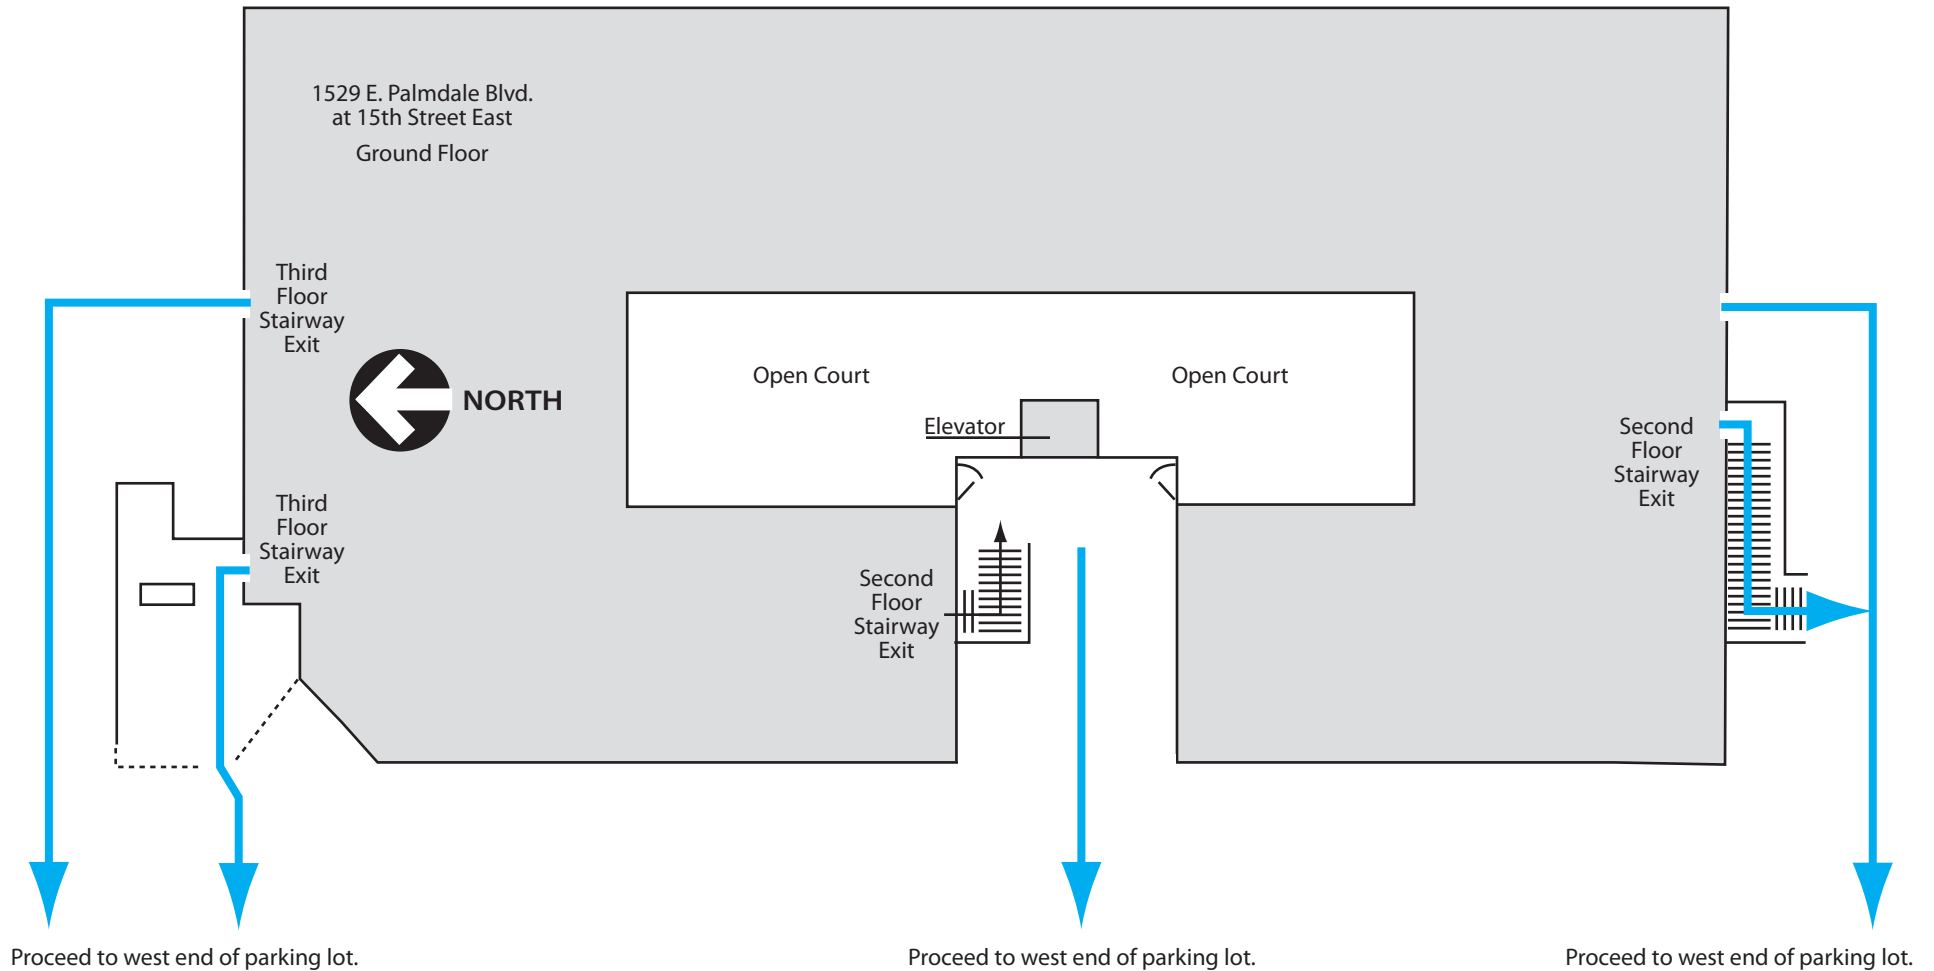 1529 E. Palmdale Blvd.
at 15th Street East
Ground Floor
Third
Floor
Stairway
Exit
NORTH
Open Court
Open Court
Elevator
Second
Floor
Stairway
Exit
Third
Floor
Stairway
Exit
Second
Floor
Stairway
Exit
Proceed to west end of parking lot.
Proceed to west end of parking lot.
Proceed to west end of parking lot.